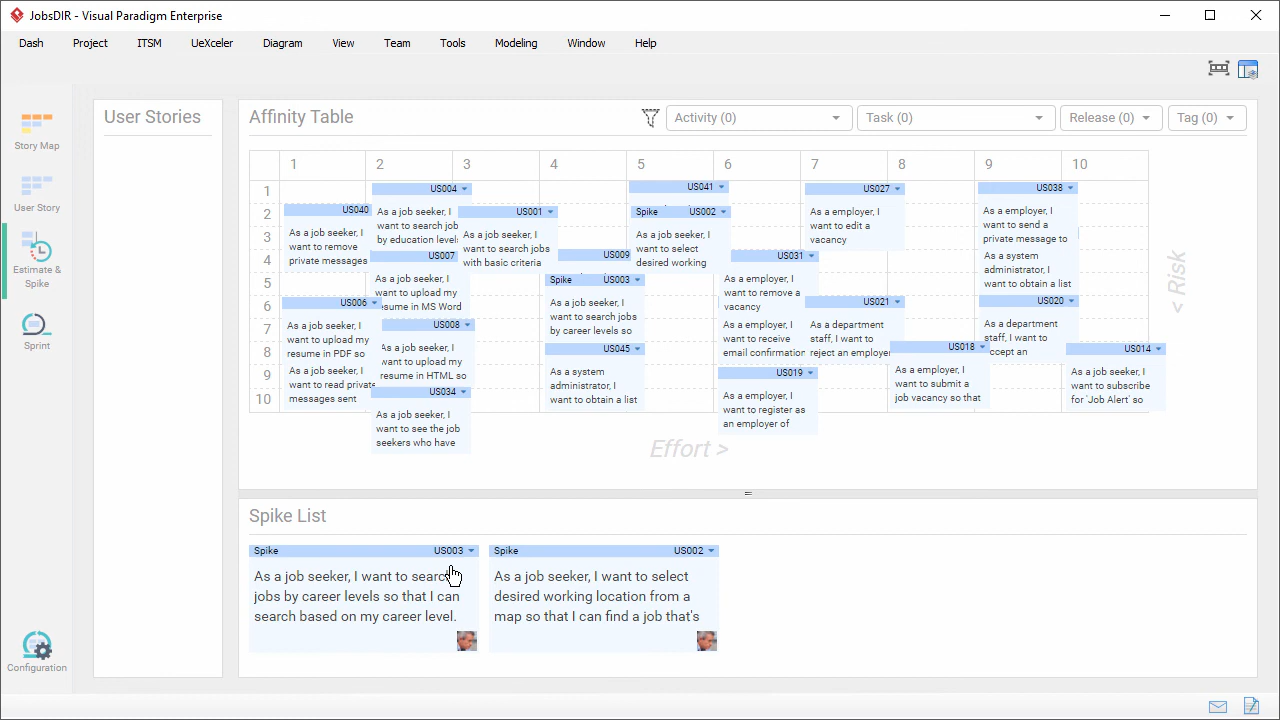 JobsDIR - Visual Paradigm Enterprise
Dash Project ITSM UeXceler Diagram View Team Tools Modeling Window Help
Story Map
User Story
Estimate &
Spike
Sprint
Configuration
User Stories
Affinity Table
Activity (0) Task (0) Release (0) Tag (0)
1 2 3 4 5 6 7 8 9 10
1
2
3
4
5
6
7
8
9
10
US040
As a job seeker, I
want to remove
private messages
US006
As a job seeker, I
want to upload my
resume in PDF so
As a job seeker, I
want to read private
messages sent
US004
As a job seeker, I
want to search job
by education level
US007
As a job seeker, I
want to upload my
resume in MS Word
US008
As a job seeker, I
want to upload my
resume in HTML so
US034
As a job seeker, I
want to see the job
seekers who have
US001
As a job seeker, I
want to search jobs
with basic criteria
US009
Spike US003
As a job seeker, I
want to search jobs
by career levels so
US045
As a system
administrator, I
want to obtain a list
US041
Spike US002
As a job seeker, I
want to select
desired working
US031
As a employer, I
want to remove a
vacancy
As a employer, I
want to receive
email confirmation
US019
As a employer, I
want to register as
an employer of
US027
As a employer, I
want to edit a
vacancy
US021
As a department
staff, I want to
reject an employer
US018
As a employer, I
want to submit a
job vacancy so that
US038
As a employer, I
want to send a
private message to
As a system
administrator, I
want to obtain a list
US020
As a department
staff, I want to
accept an
US014
As a job seeker, I
want to subscribe
for 'Job Alert' so
< Risk
Effort >
Spike List
Spike US003
As a job seeker, I want to search
jobs by career levels so that I can
search based on my career level.
Spike US002
As a job seeker, I want to select
desired working location from a
map so that I can find a job that's